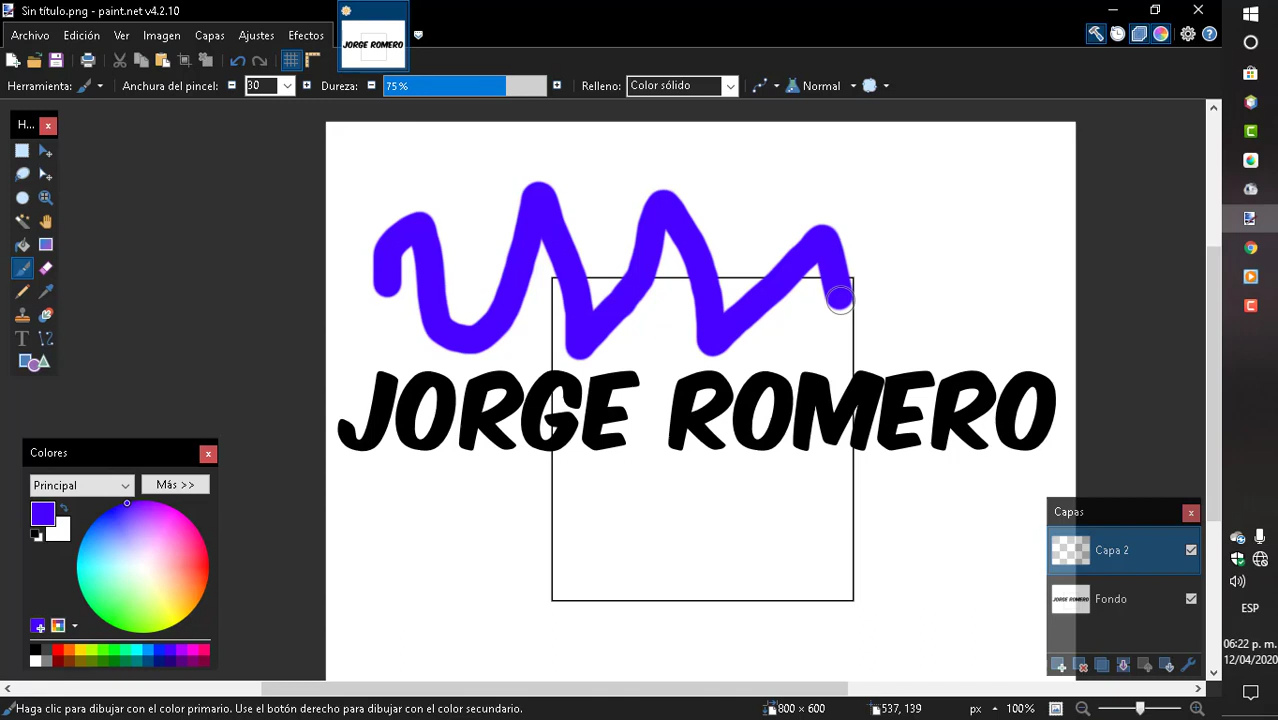 Sin título.png - paint.net v4.2.10
JORGE ROMERO
Archivo Edición Ver Imagen Capas Ajustes Efectos
Herramienta: Anchura del pincel: 30 Dureza: 75% Relleno: Color sólido Normal
H...
JORGE ROMERO
Colores
Principal Más >>
Capas
Capa 2
JORGE ROMERO Fondo
ESP
06:22 p.m.
12/04/2020
Haga clic para dibujar con el color primario. Use el botón derecho para dibujar con el color secundario. 800 x 600 537, 139 px 100%